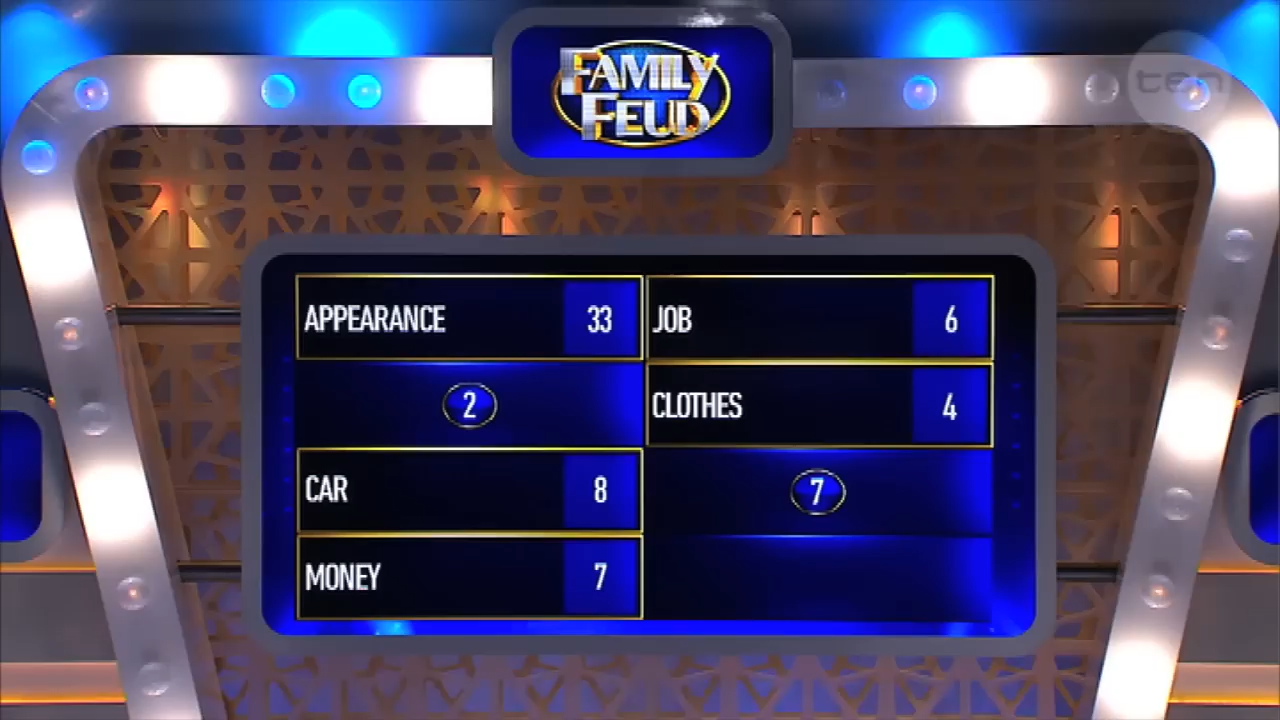 FAMILY
FEUD
ten
APPEARANCE 33
2
CAR 8
MONEY 7
JOB 6
CLOTHES 4
7